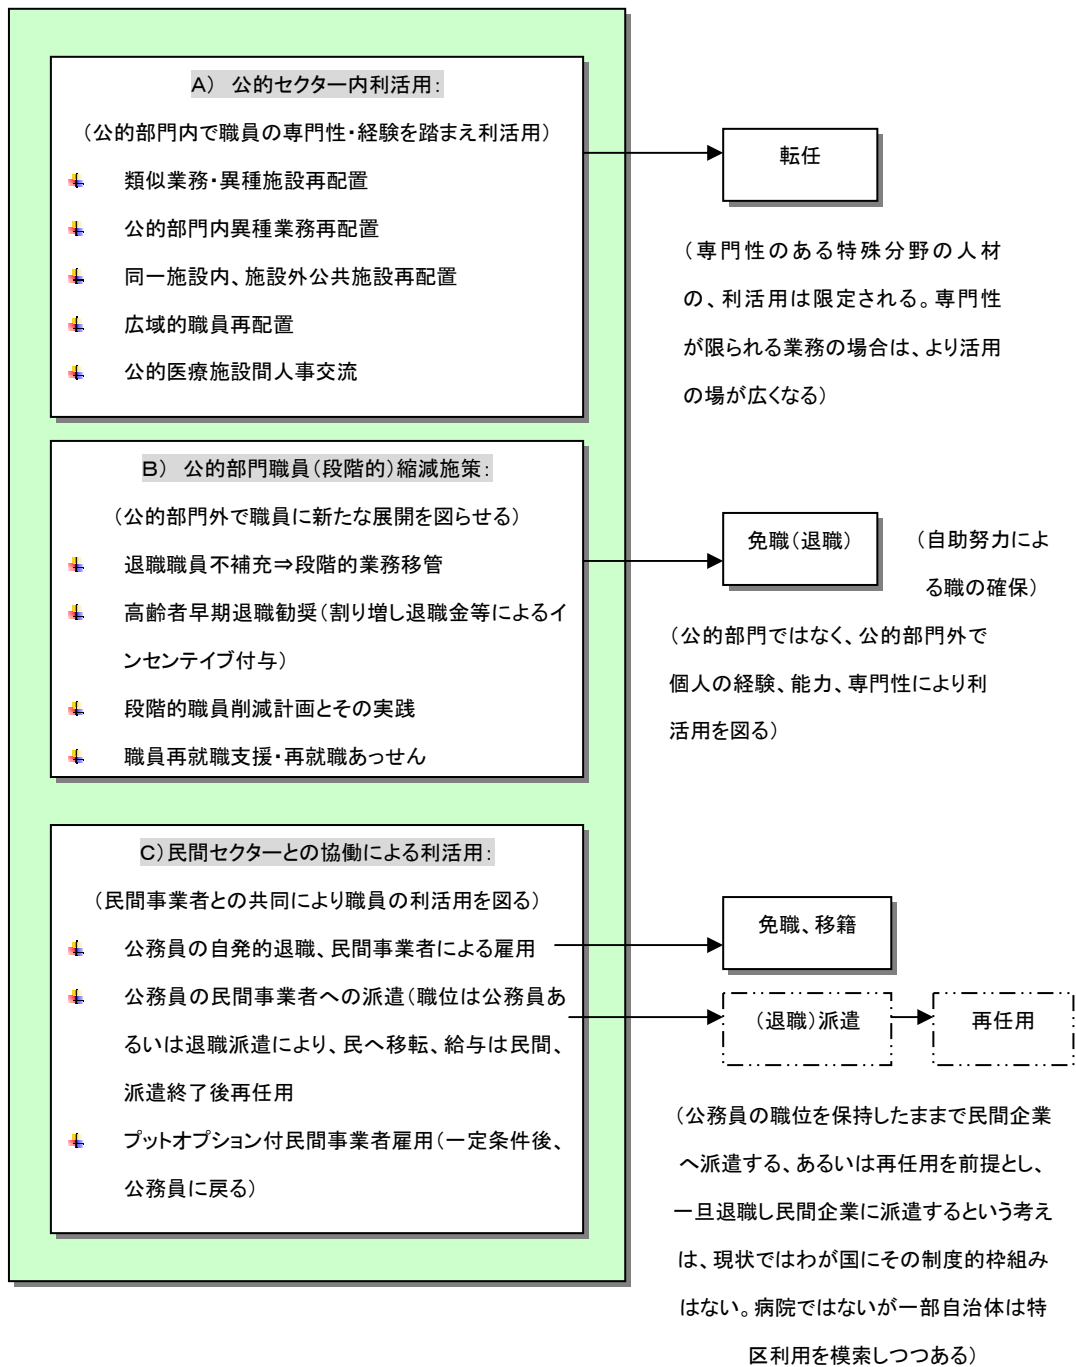 A) 公的セクター内利活用:
(公的部門内で職員の専門性・経験を踏まえ利活用)
類似業務・異種施設再配置
公的部門内異種業務再配置
同一施設内、施設外公共施設再配置
広域的職員再配置
公的医療施設間人事交流
転任
(専門性のある特殊分野の人材
の、利活用は限定される。専門性
が限られる業務の場合は、より活用
の場が広くなる)
B) 公的部門職員(段階的)縮減施策:
(公的部門外で職員に新たな展開を図らせる)
退職職員不補充⇒段階的業務移管
高齢者早期退職勧奨(割り増し退職金等によるイ
ンセンテイブ付与)
段階的職員削減計画とその実践
職員再就職支援・再就職あっせん
免職(退職)
(自助努力によ
る職の確保)
(公的部門ではなく、公的部門外で
個人の経験、能力、専門性により利
活用を図る)
C)民間セクターとの協働による利活用:
(民間事業者との共同により職員の利活用を図る)
公務員の自発的退職、民間事業者による雇用
公務員の民間事業者への派遣(職位は公務員あ
るいは退職派遣により、民へ移転、給与は民間、
派遣終了後再任用
プットオプション付民間事業者雇用(一定条件後、
公務員に戻る)
免職、移籍
(退職)派遣
再任用
(公務員の職位を保持したままで民間企業
へ派遣する、あるいは再任用を前提とし、
一旦退職し民間企業に派遣するという考え
は、現状ではわが国にその制度的枠組み
はない。病院ではないが一部自治体は特
区利用を模索しつつある)